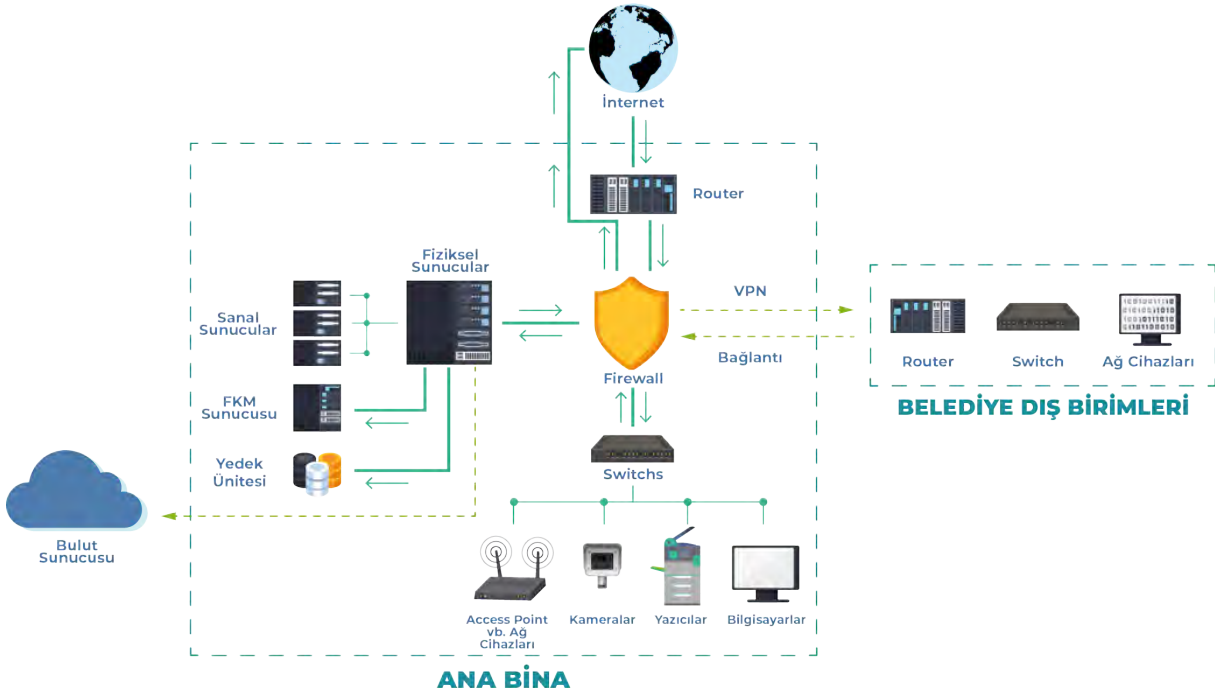 İnternet
Router
Fiziksel
Sunucular
Sanal
Sunucular
VPN
Bağlantı
Firewall
Router
Switch
Ağ Cihazları
BELEDİYE DIŞ BİRİMLERİ
FKM
Sunucusu
Yedek
Ünitesi
Switchs
Bulut
Sunucusu
Access Point
vb. Ağ
Cihazları
Kameralar
Yazıcılar
Bilgisayarlar
ANA BİNA